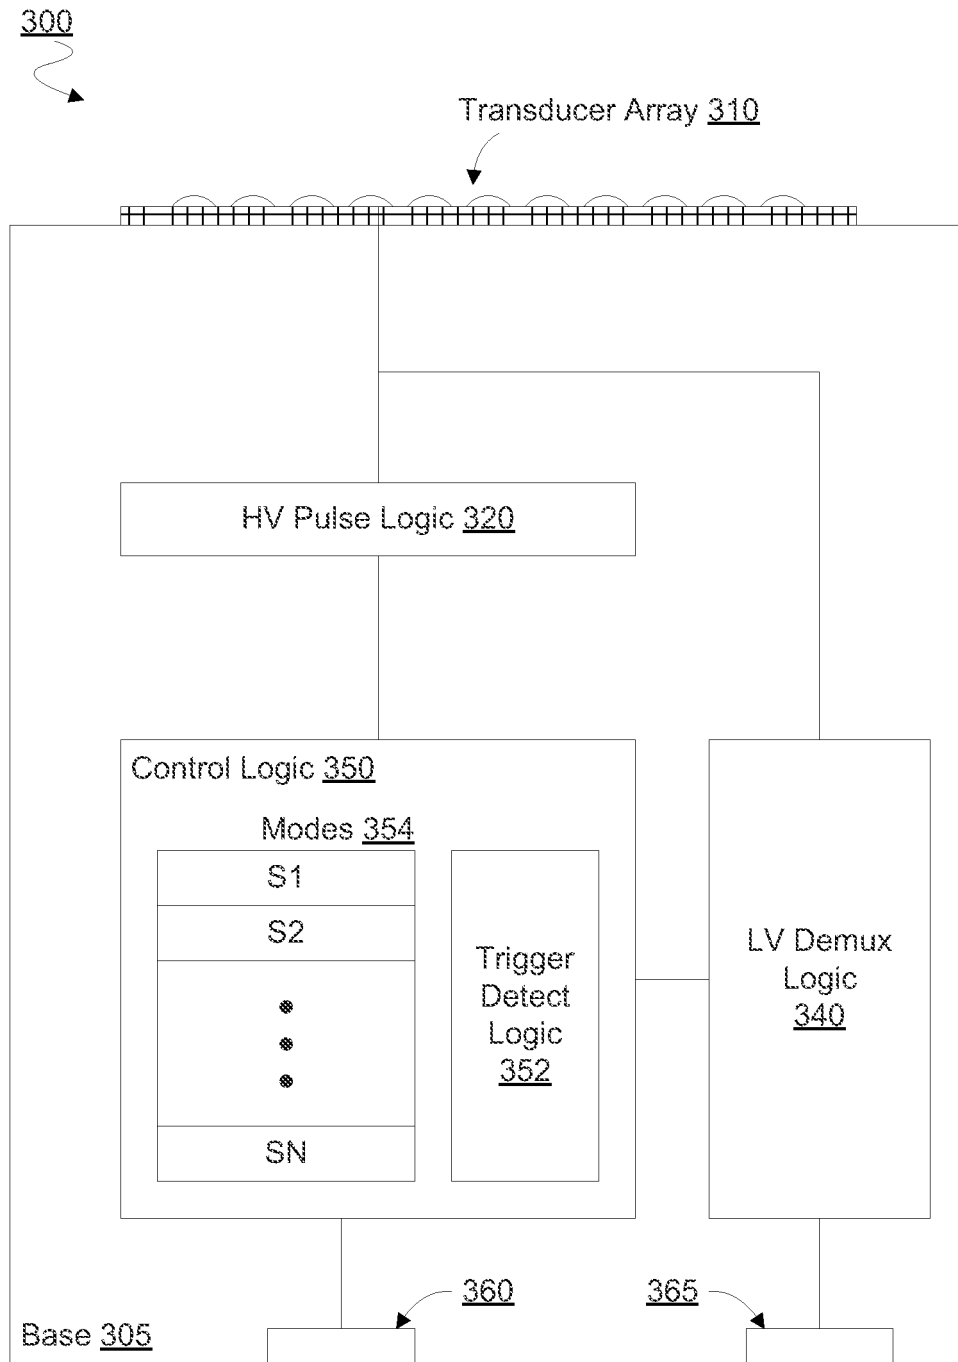 300
Transducer Array 310
HV Pulse Logic 320
Control Logic 350
Modes 354
S1
S2
SN
Trigger
Detect
Logic
352
LV Demux
Logic
340
360
365
Base 305